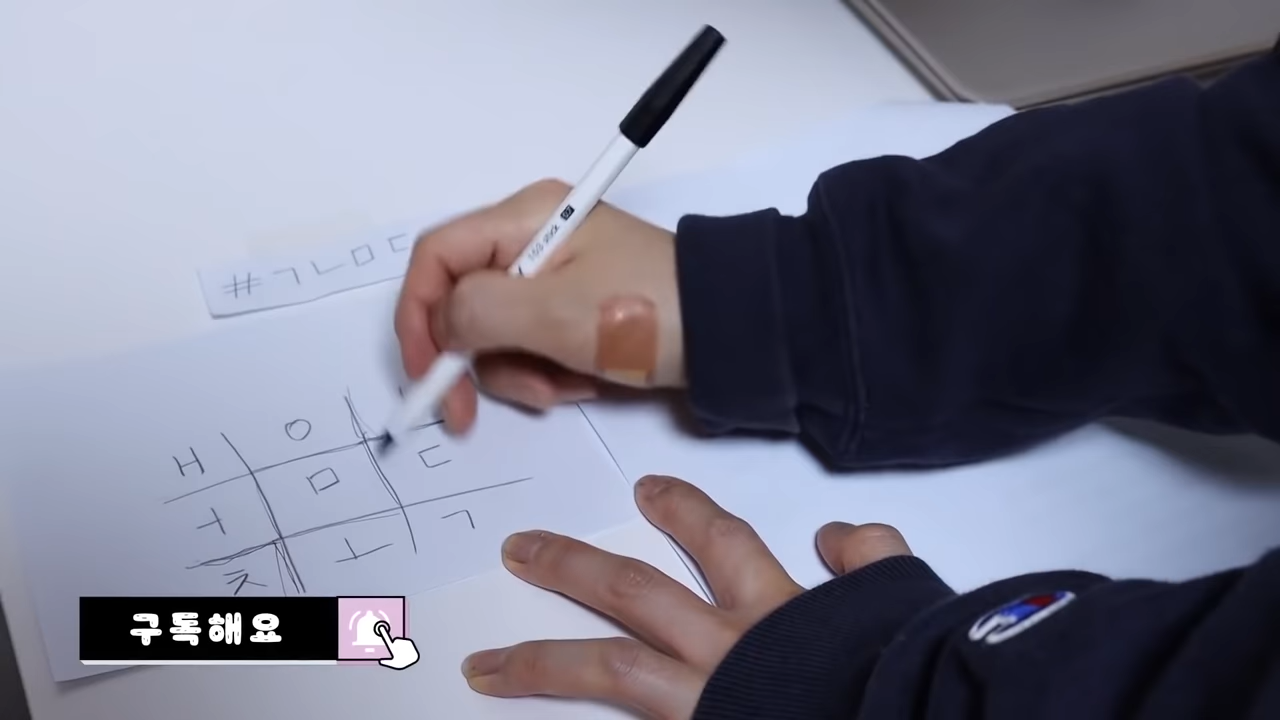 #ㄱㄴㅁㄷ
ㅐ ㅇ
ㅓ ㅁ ㄷ
ㅊ ㅗ ㄱ
구독해요